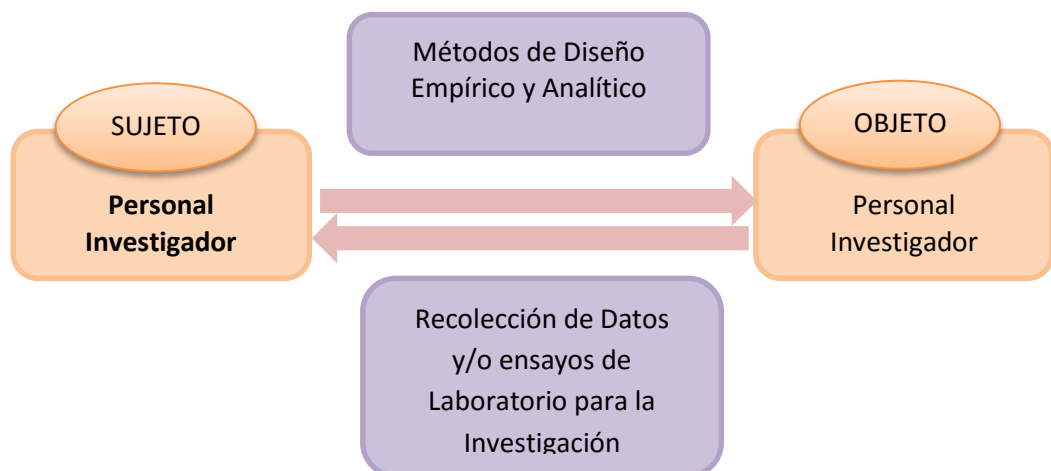 Métodos de Diseño
Empírico y Analítico
SUJETO
Personal
Investigador
OBJETO
Personal
Investigador
Recolección de Datos
y/o ensayos de
Laboratorio para la
Investigación